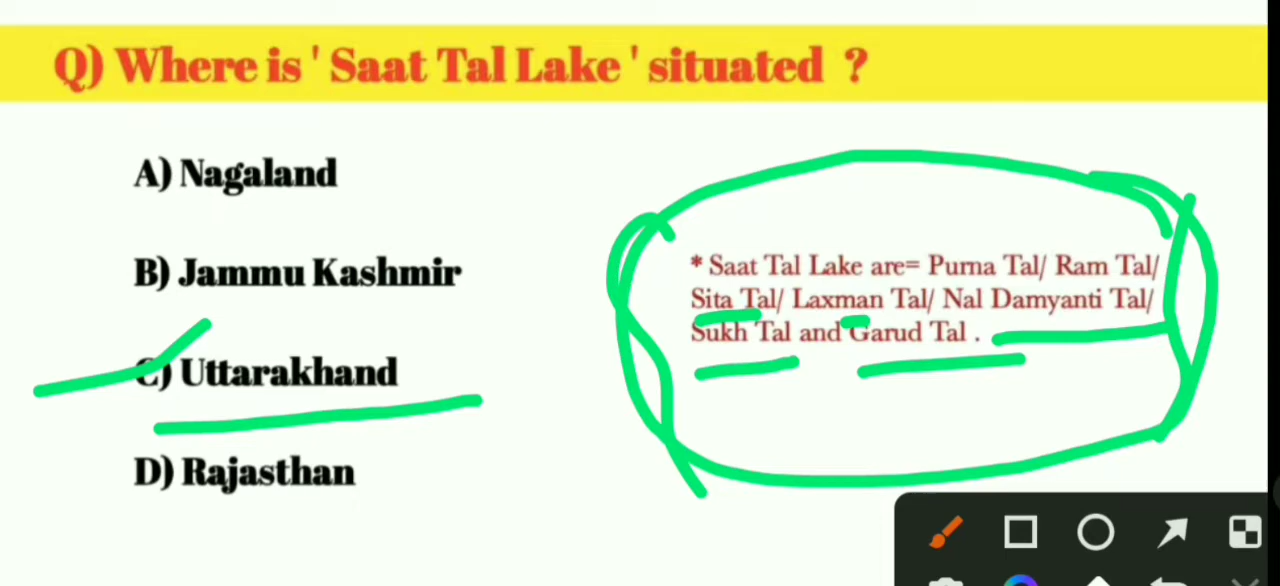 Q) Where is ' Saat Tal Lake ' situated ?
A) Nagaland
B) Jammu Kashmir
C) Uttarakhand
D) Rajasthan
* Saat Tal Lake are= Purna Tal/ Ram Tal/
Sita Tal/ Laxman Tal/ Nal Damyanti Tal/
Sukh Tal and Garud Tal .